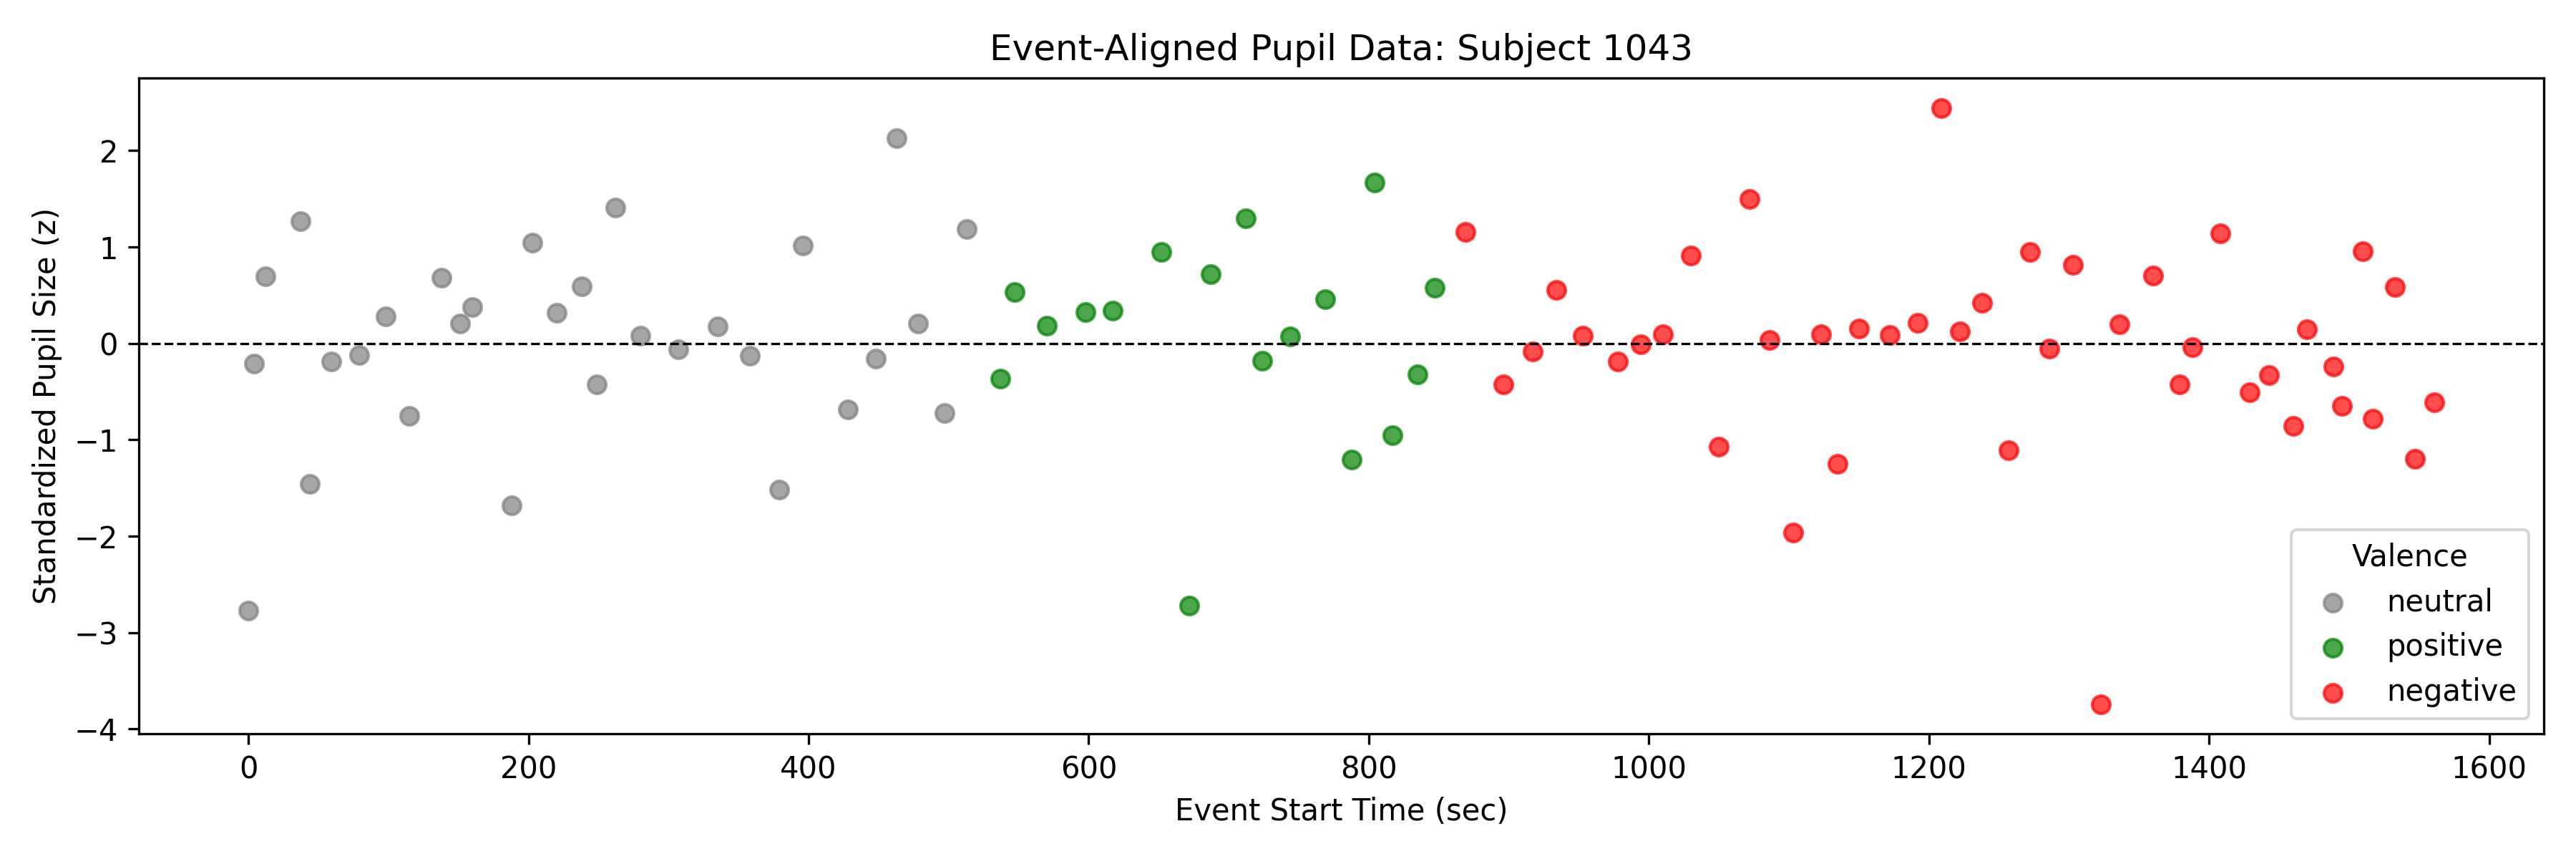 Event-Aligned Pupil Data: Subject 1043
Standardized Pupil Size (z)
2
1
0
−1
−2
−3
−4
Valence
neutral
positive
negative
0 200 400 600 800 1000 1200 1400 1600
Event Start Time (sec)